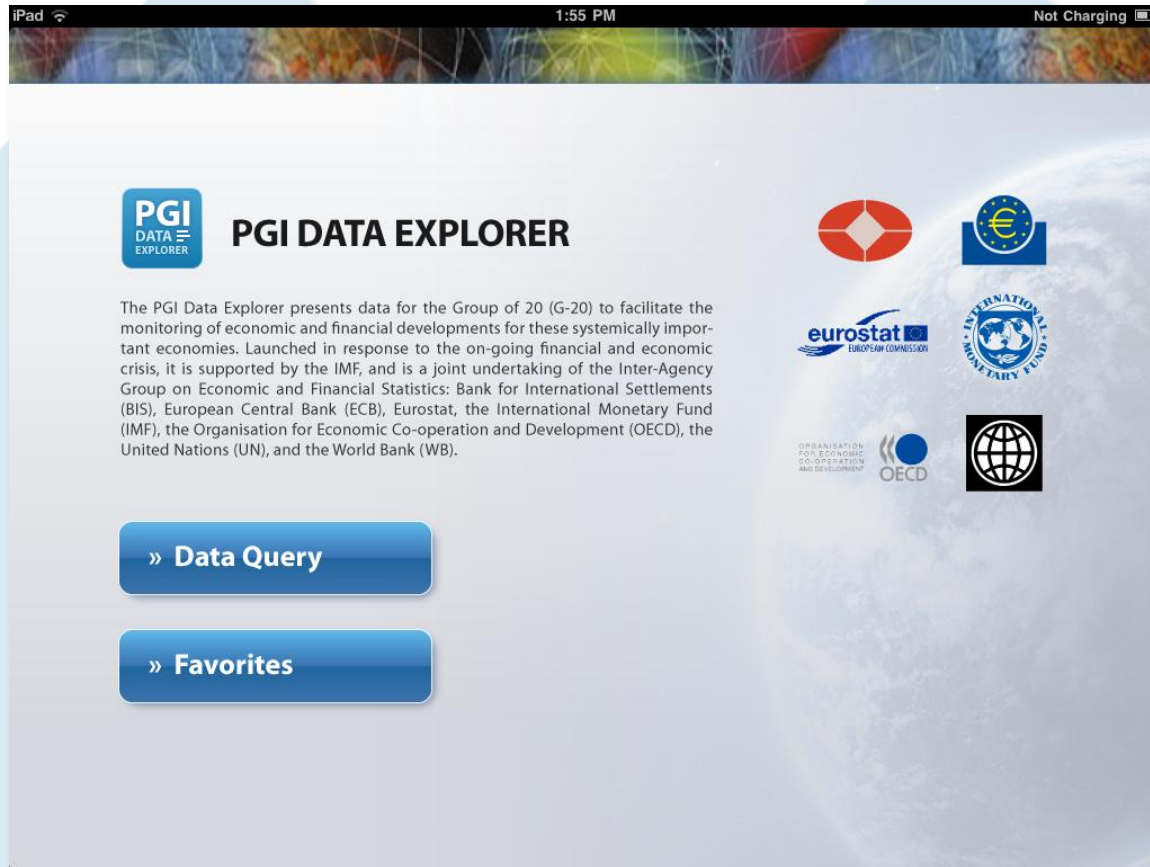 iPad 1:55 PM Not Charging
PGI
DATA
EXPLORER
PGI DATA EXPLORER
The PGI Data Explorer presents data for the Group of 20 (G-20) to facilitate the
monitoring of economic and financial developments for these systemically impor-
tant economies. Launched in response to the on-going financial and economic
crisis, it is supported by the IMF, and is a joint undertaking of the Inter-Agency
Group on Economic and Financial Statistics: Bank for International Settlements
(BIS), European Central Bank (ECB), Eurostat, the International Monetary Fund
(IMF), the Organisation for Economic Co-operation and Development (OECD), the
United Nations (UN), and the World Bank (WB).
€
eurostat
EUROPEAN COMMISSION
INTERNATIONAL MONETARY FUND
ORGANISATION
FOR ECONOMIC
CO-OPERATION
AND DEVELOPMENT
OECD
» Data Query
» Favorites